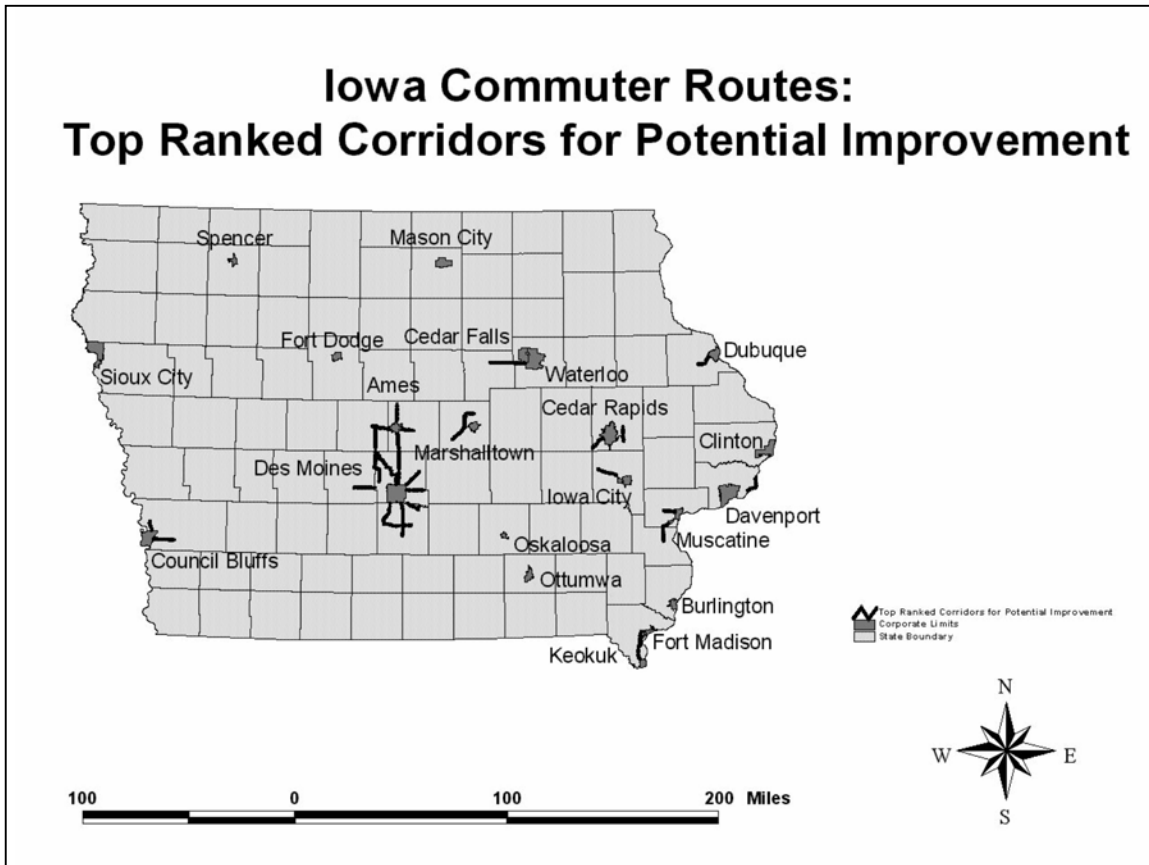 Iowa Commuter Routes:
Top Ranked Corridors for Potential Improvement
Spencer
Mason City
Fort Dodge
Cedar Falls
Dubuque
Sioux City
Waterloo
Ames
Cedar Rapids
Marshalltown
Clinton
Des Moines
Iowa City
Davenport
Muscatine
Oskaloosa
Council Bluffs
Ottumwa
Burlington
Fort Madison
Keokuk
Top Ranked Corridors for Potential Improvement
Corporate Limits
State Boundary
N
W E
S
100 0 100 200 Miles